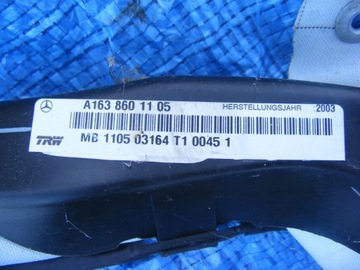 A163 860 11 05
HERSTELLUNGSJAHR :2003
TRW
MB 1105 03164 T1 0045 1